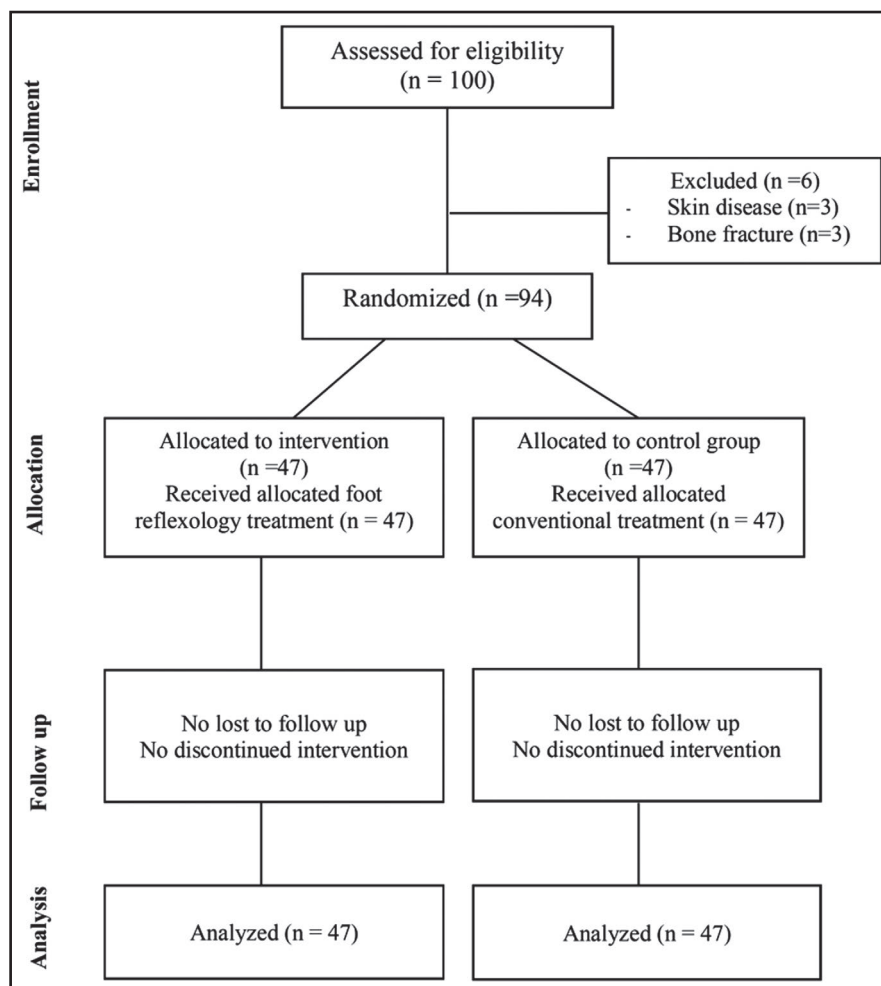 Enrollment
Assessed for eligibility
(n = 100)
Excluded (n =6)
- Skin disease (n=3)
- Bone fracture (n=3)
Randomized (n =94)
Allocation
Allocated to intervention
(n =47)
Received allocated foot
reflexology treatment (n = 47)
Allocated to control group
(n =47)
Received allocated
conventional treatment (n = 47)
Follow up
No lost to follow up
No discontinued intervention
No lost to follow up
No discontinued intervention
Analysis
Analyzed (n = 47)
Analyzed (n = 47)